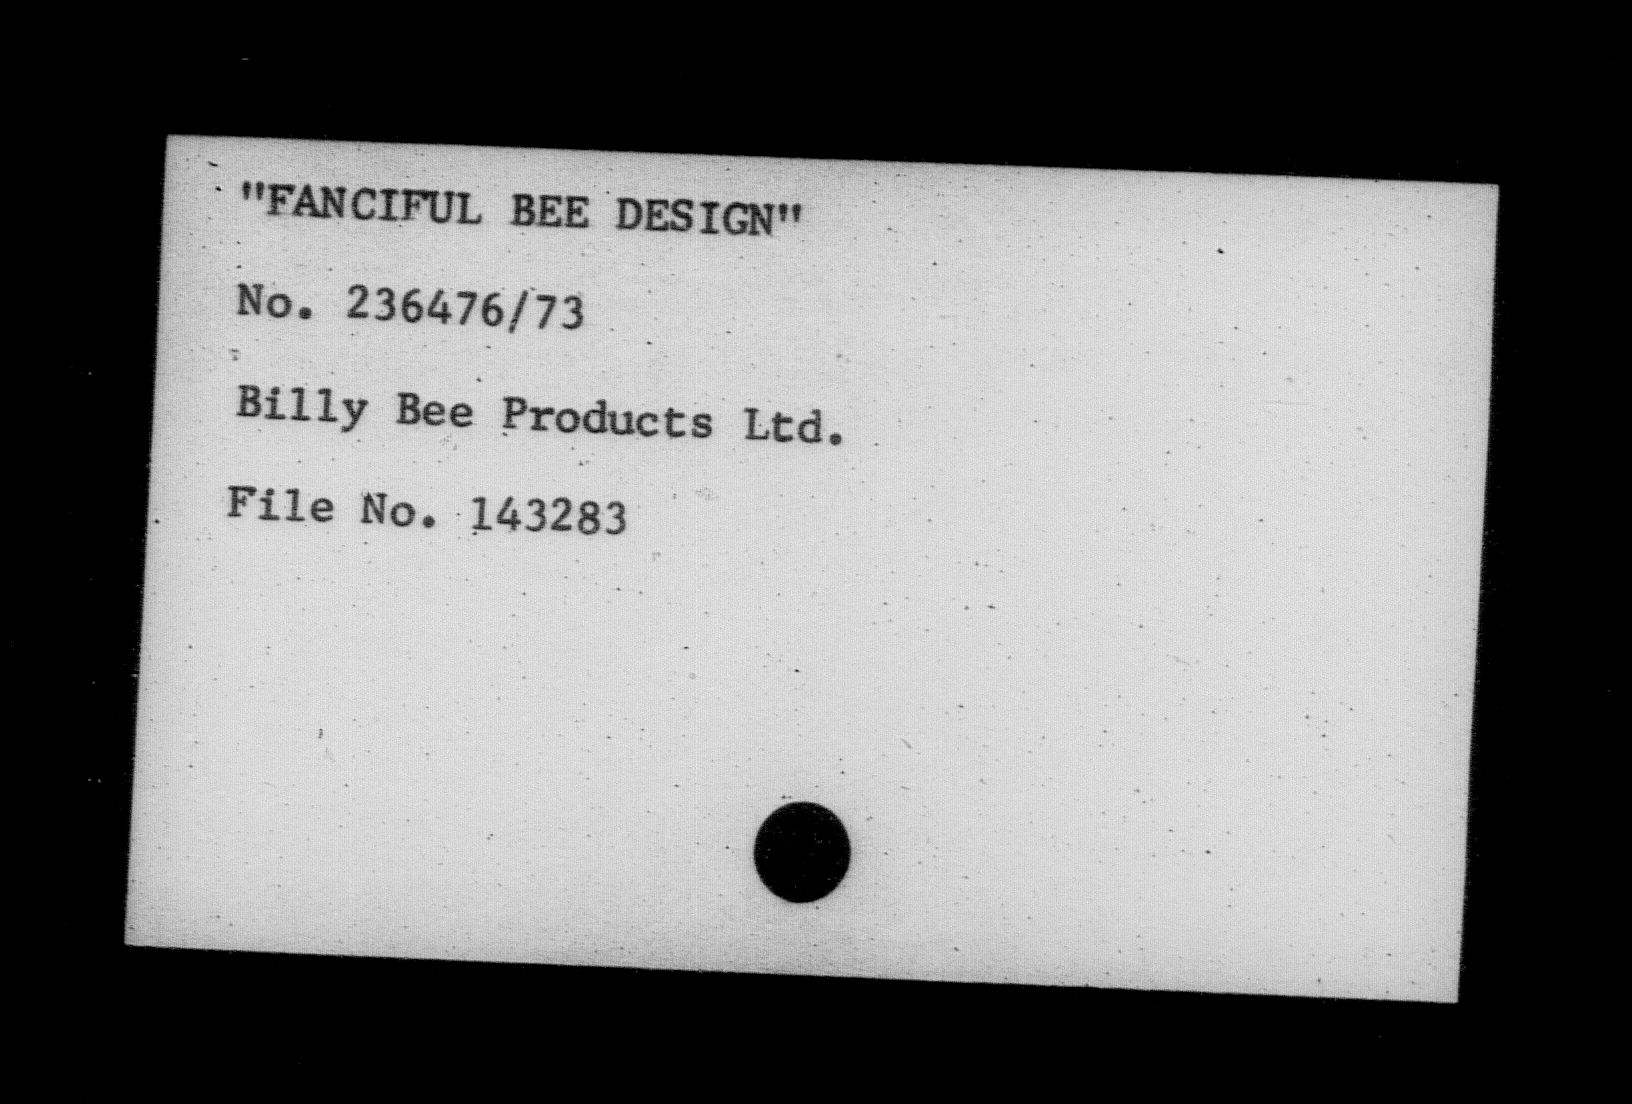 "FANCIFUL BEE DESIGN"
No. 236476/73
Billy Bee Products Ltd.
File No. 143283